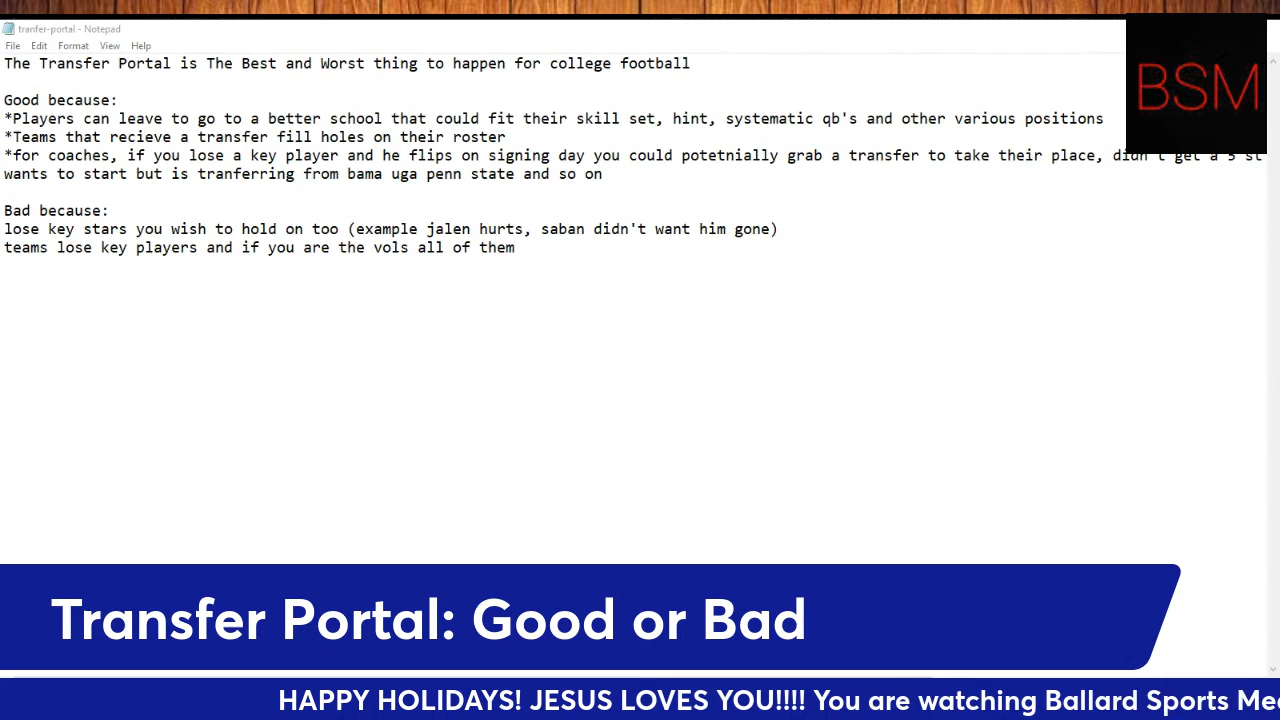 tranfer-portal - Notepad
File Edit Format View Help
The Transfer Portal is The Best and Worst thing to happen for college football
Good because:
*Players can leave to go to a better school that could fit their skill set, hint, systematic qb's and other various positions
*Teams that recieve a transfer fill holes on their roster
*for coaches, if you lose a key player and he flips on signing day you could potetnially grab a transfer to take their place, didn't get a 5 st
wants to start but is tranferring from bama uga penn state and so on
Bad because:
lose key stars you wish to hold on too (example jalen hurts, saban didn't want him gone)
teams lose key players and if you are the vols all of them
BSM
Transfer Portal: Good or Bad
HAPPY HOLIDAYS! JESUS LOVES YOU!!!! You are watching Ballard Sports Me